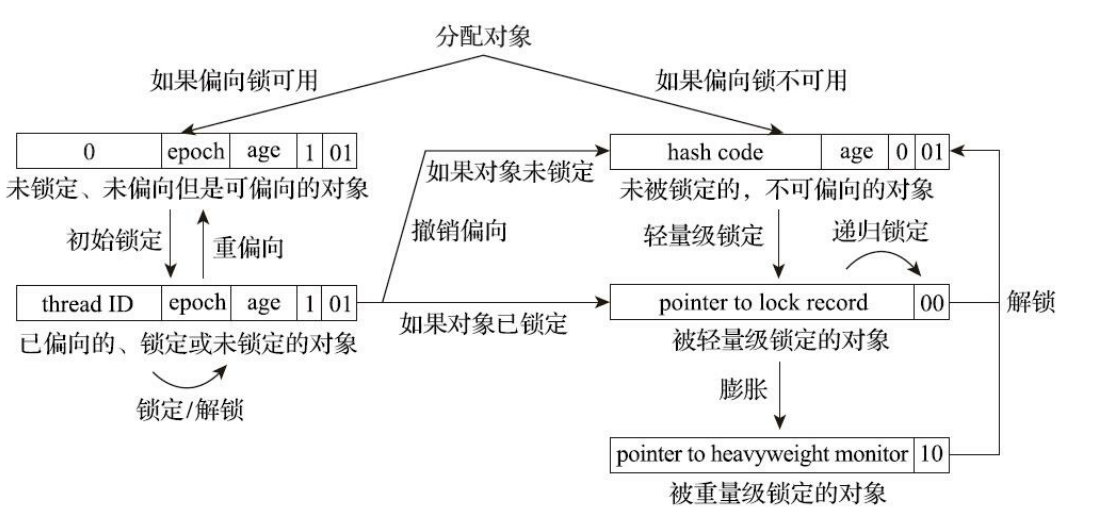 分配对象
如果偏向锁可用
如果偏向锁不可用
0 epoch age 1 01
未锁定、未偏向但是可偏向的对象
初始锁定
重偏向
thread ID epoch age 1 01
已偏向的、锁定或未锁定的对象
锁定/解锁
如果对象未锁定
撤销偏向
如果对象已锁定
hash code age 0 01
未被锁定的，不可偏向的对象
轻量级锁定
递归锁定
pointer to lock record 00
被轻量级锁定的对象
解锁
膨胀
pointer to heavyweight monitor 10
被重量级锁定的对象